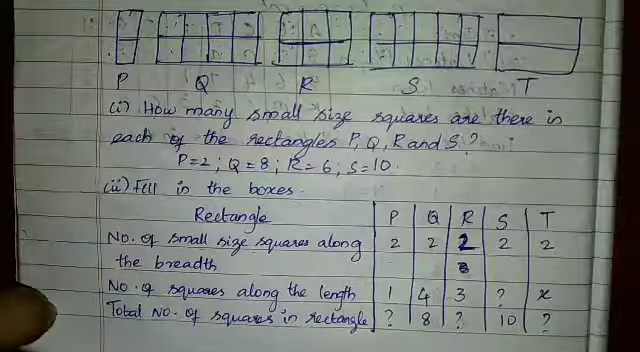 P Q R S T
(i) How many small size squares are there in
each of the rectangles P, Q, R and S?
P=2; Q=8; R=6; S=10.
(ii) Fill in the boxes.
Rectangle P Q R S T
No. of small size squares along 2 2 2 2 2
the breadth
No. of squares along the length 1 4 3 ? x
Total No. of squares in rectangle ? 8 ? 10 ?